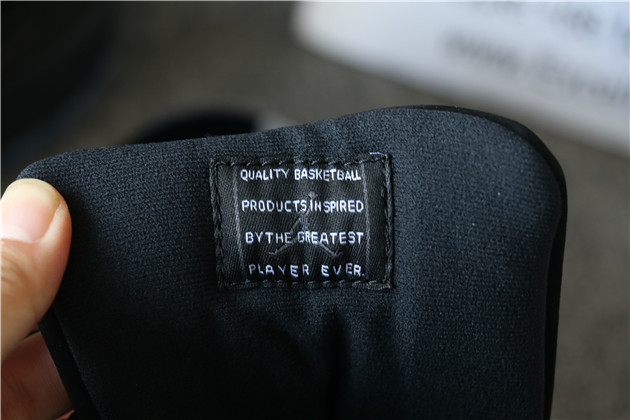 QUALITY BASKETBALL
PRODUCTS INSPIRED
BY THE GREATEST
PLAYER EVER.